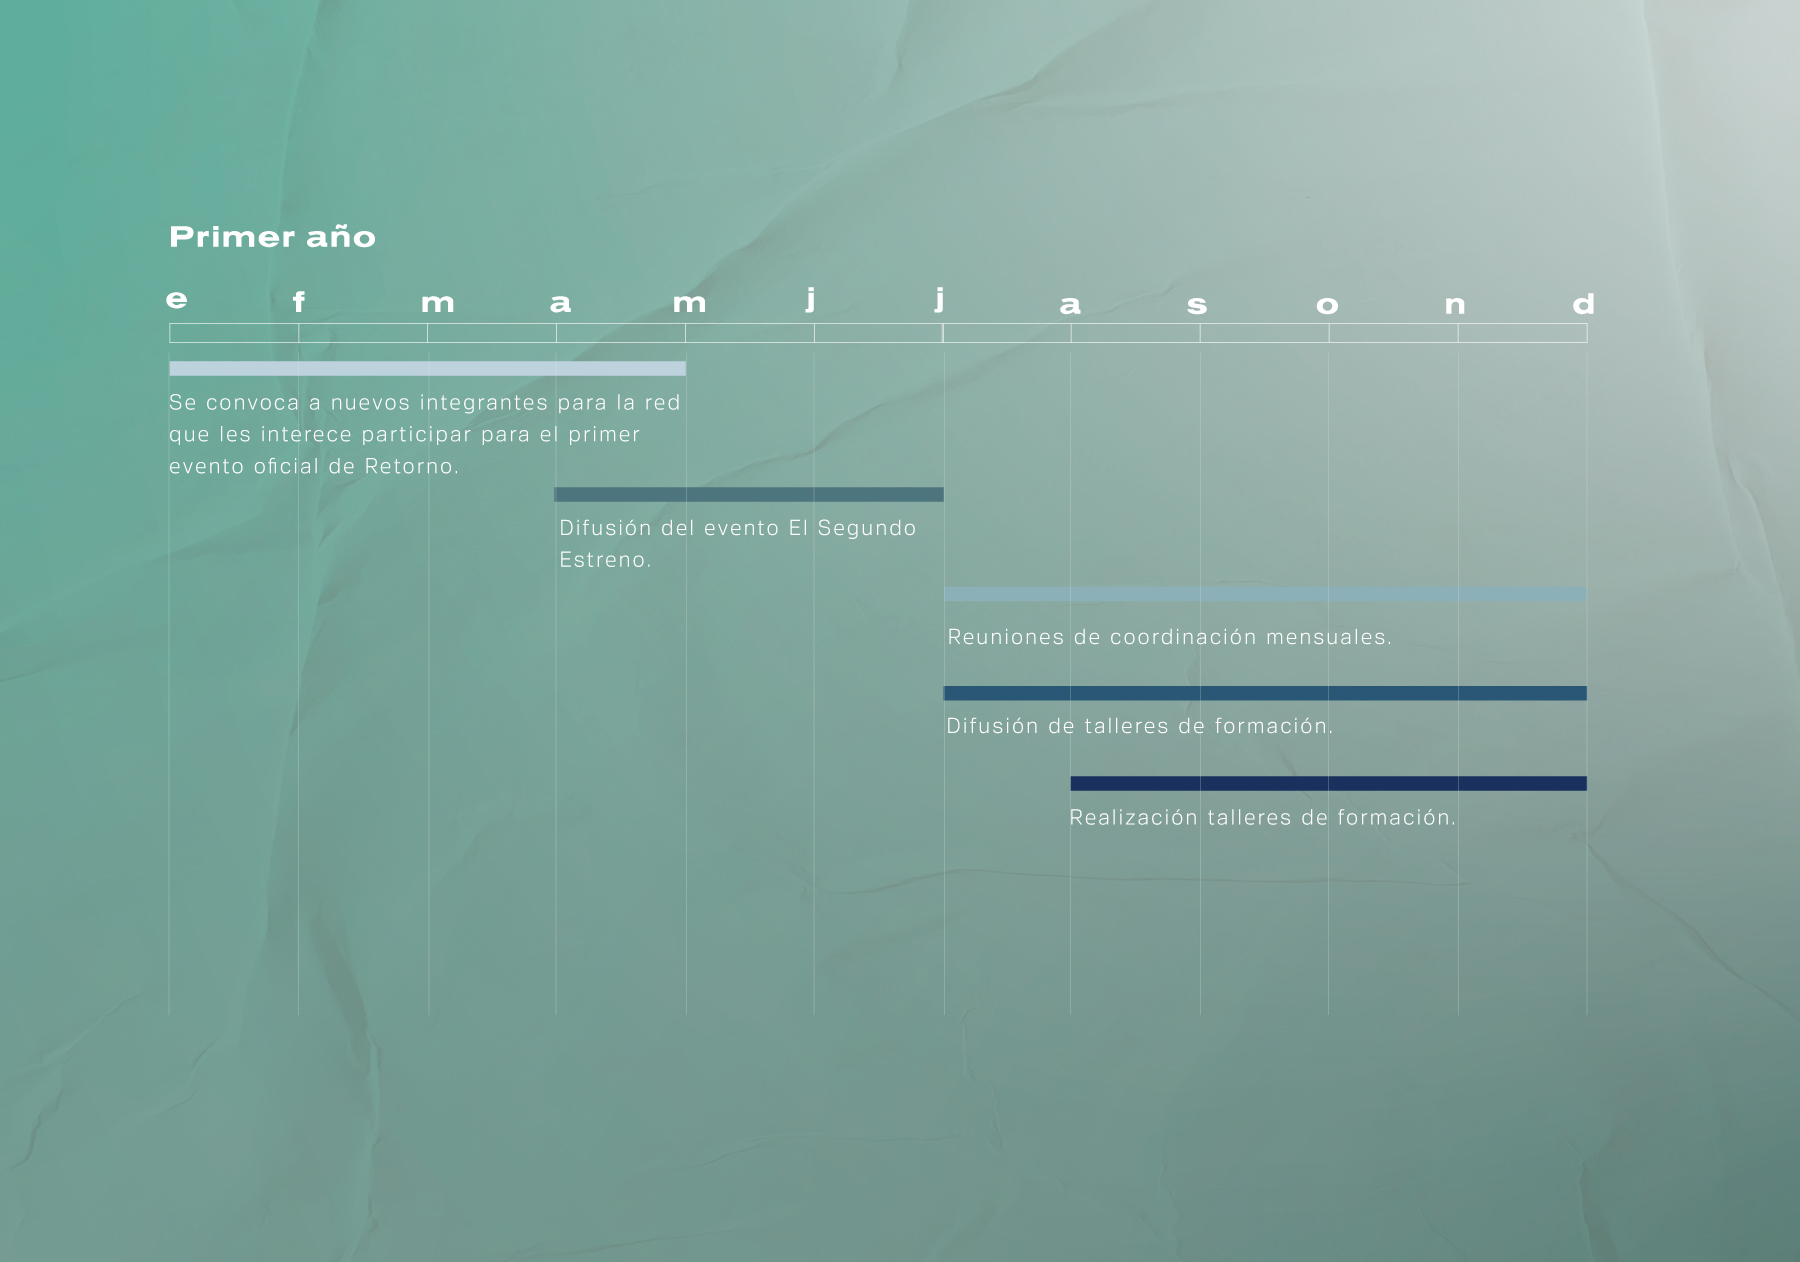 Primer año
e f m a m j j a s o n d
Se convoca a nuevos integrantes para la red
que les interece participar para el primer
evento oficial de Retorno.
Difusión del evento El Segundo
Estreno.
Reuniones de coordinación mensuales.
Difusión de talleres de formación.
Realización talleres de formación.